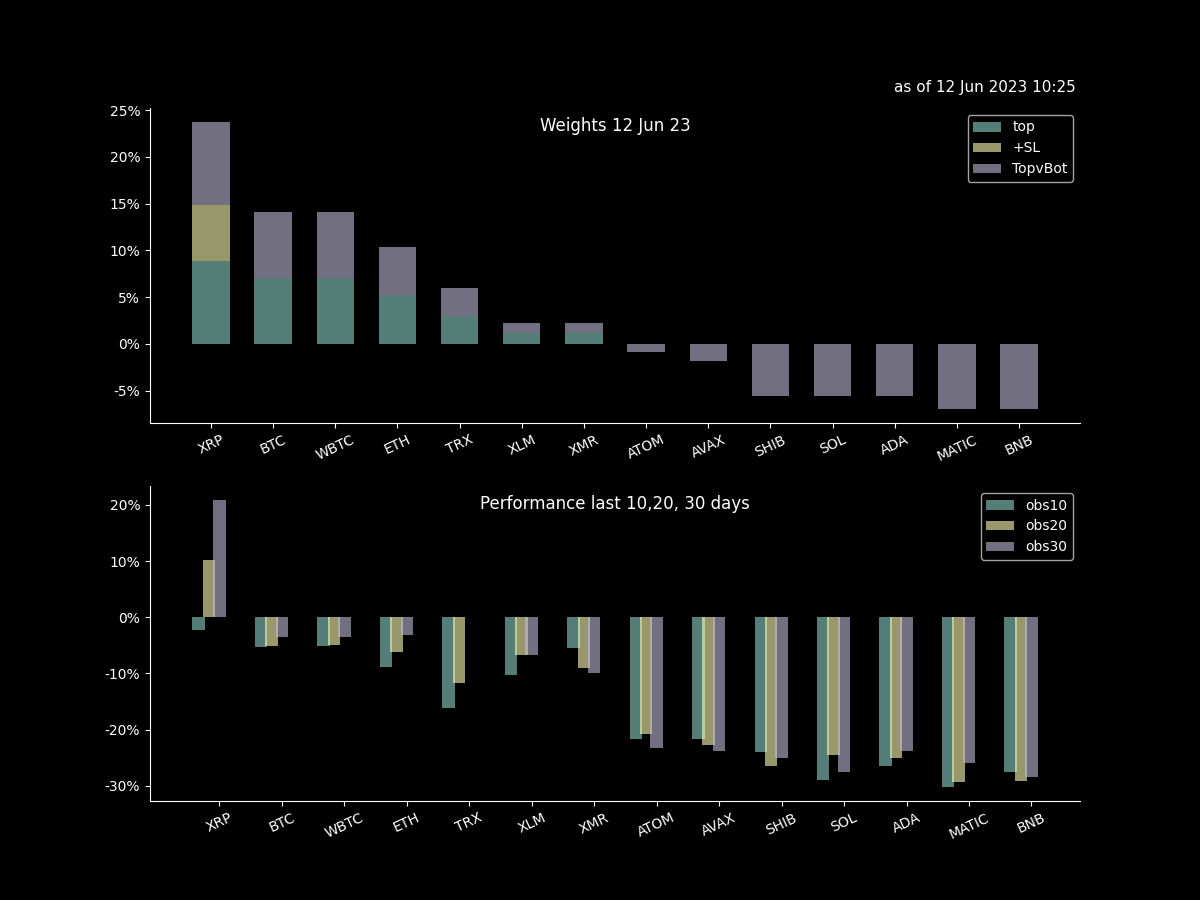 as of 12 Jun 2023 10:25
Weights 12 Jun 23
top
+SL
TopvBot
25%
20%
15%
10%
5%
0%
-5%
XRP BTC WBTC ETH TRX XLM XMR ATOM AVAX SHIB SOL ADA MATIC BNB
Performance last 10,20, 30 days
obs10
obs20
obs30
20%
10%
0%
-10%
-20%
-30%
XRP BTC WBTC ETH TRX XLM XMR ATOM AVAX SHIB SOL ADA MATIC BNB